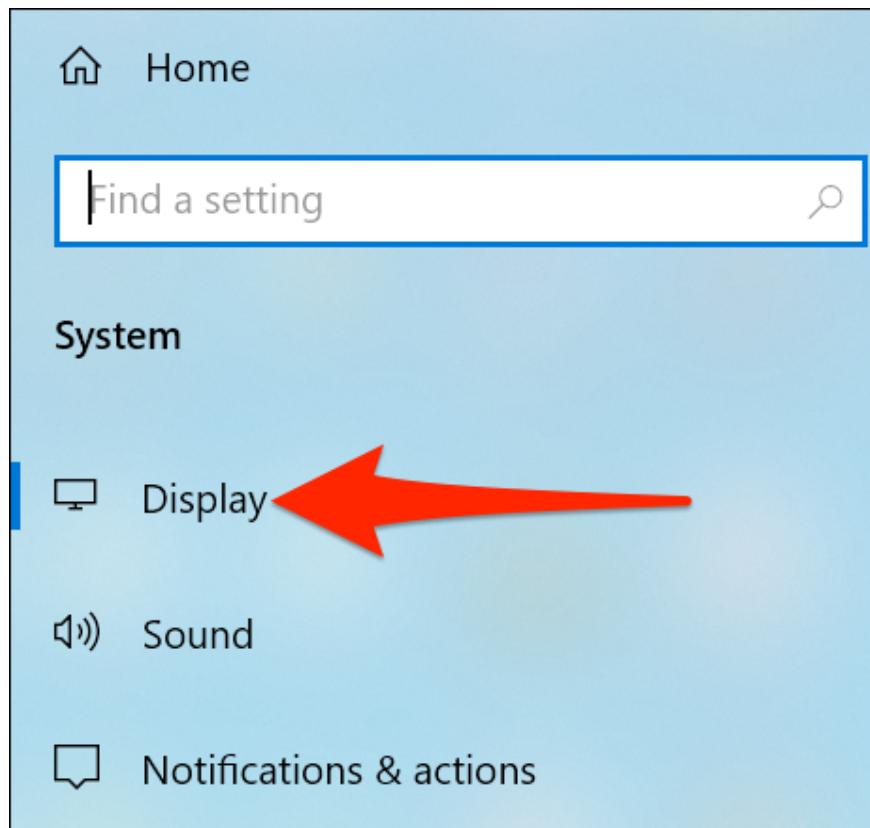 Home
Find a setting
System
Display
Sound
Notifications & actions